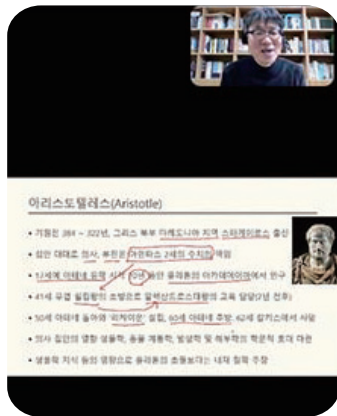 아리스토텔레스(Aristotle)
• 기원전 384 ~ 322년, 그리스 북부 마케도니아 지역 스타게이로스 출신
• 집안 대대로 의사, 부친은 아민타스 2세의 수치의 역임
• 17세에 아테네 유학 20년 동안 플라톤의 아카데미아에서 연구
• 41세 무렵 필립왕의 초빙으로 알렉산드로스대왕의 교육 담당(2년 전후)
• 50세 아테네 돌아와 '리케이온' 설립, 60세 아테네 추방, 62세 칼키스에서 사망
• 의사 집안의 영향 생물학, 동물 계통학, 발생학 및 해부학의 학문적 토대 마련
• 생물학 지식 등의 영향으로 플라톤의 초월보다는 내재 철학 주장